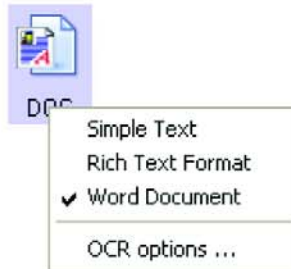 DOC
Simple Text
Rich Text Format
Word Document
OCR options ...